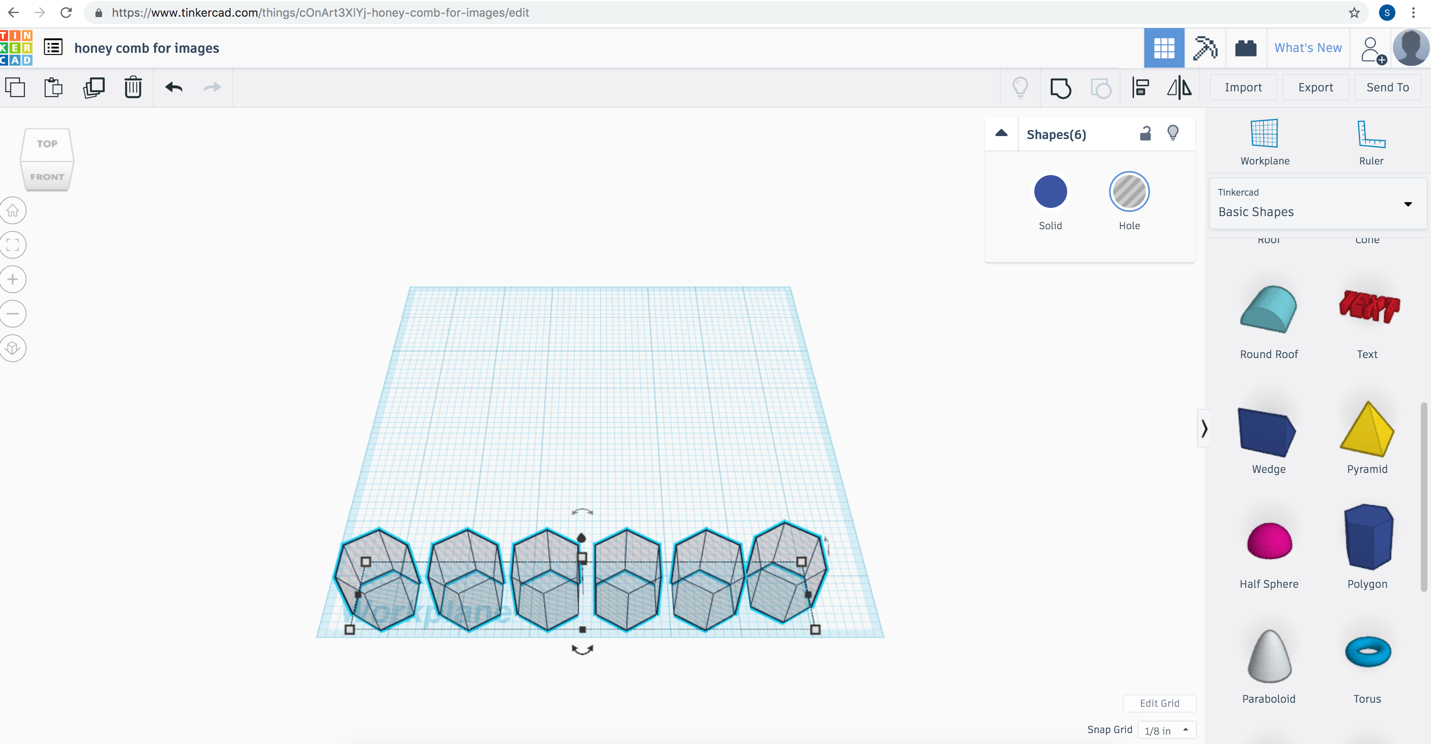 https://www.tinkercad.com/things/cOnArt3XlYj-honey-comb-for-images/edit
S
TIN
KER
CAD
honey comb for images
What's New
Import
Export
Send To
TOP
FRONT
Shapes(6)
Solid
Hole
Workplane
Ruler
Tinkercad
Basic Shapes
Roof
Cone
Round Roof
Text
TEXT
Wedge
Pyramid
Half Sphere
Polygon
Paraboloid
Torus
Workplane
Edit Grid
Snap Grid
1/8 in